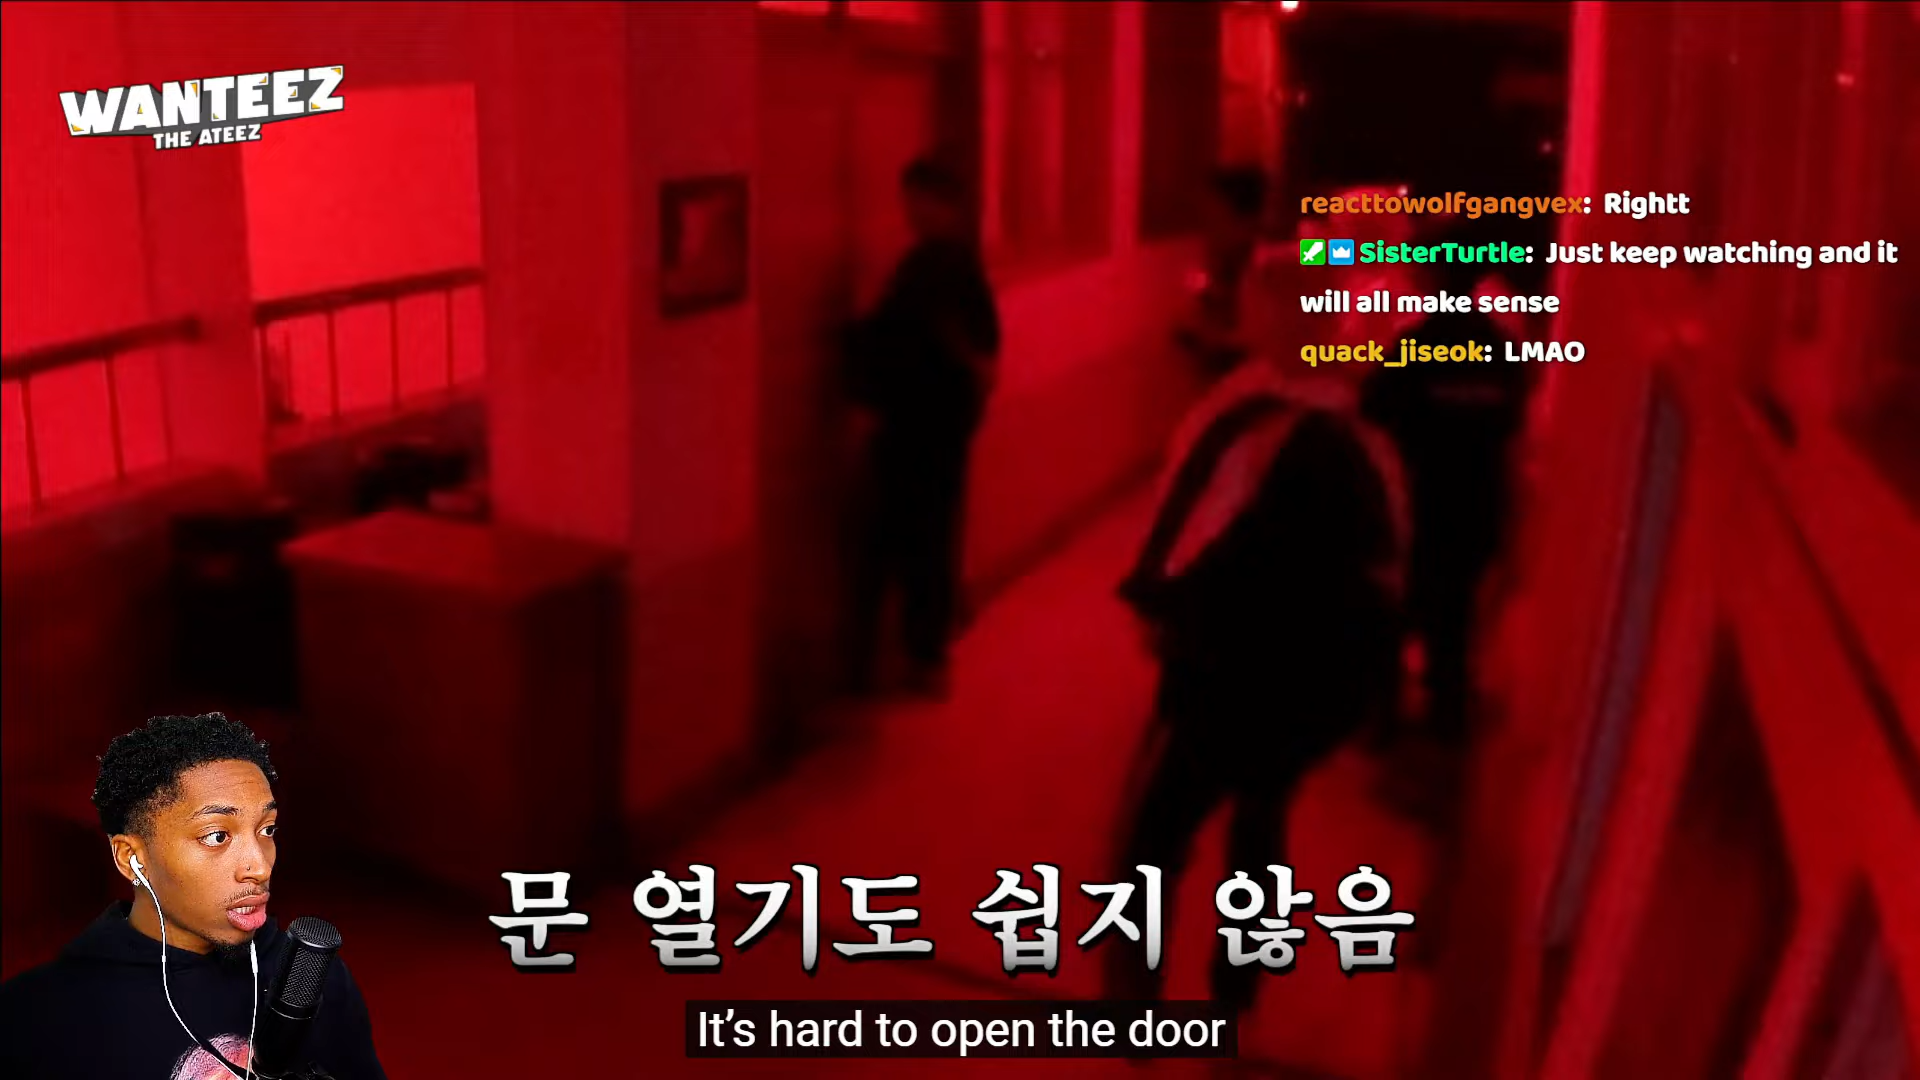 WANTEEZ
THE ATEEZ
reacttowolfgangvex: Rightt
SisterTurtle: Just keep watching and it
will all make sense
quack_jiseok: LMAO
문 열기도 쉽지 않음
It's hard to open the door